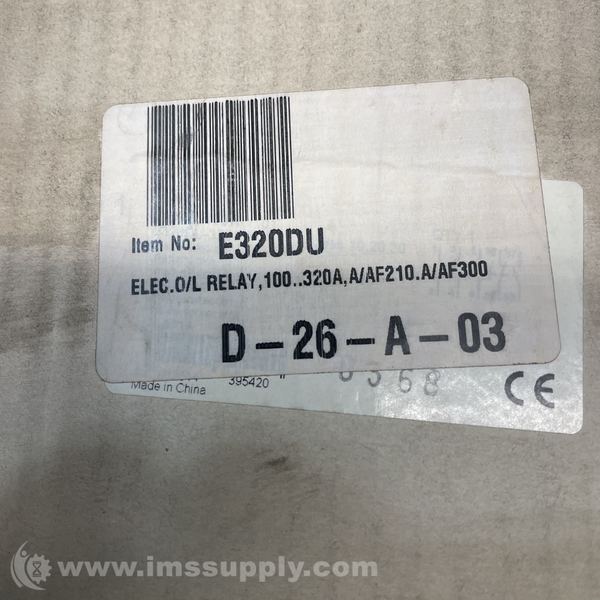 Item No: E320DU
ELEC.O/L RELAY,100..320A,A/AF210.A/AF300
D-26-A-03
395420
Made in China
CE
www.imssupply.com